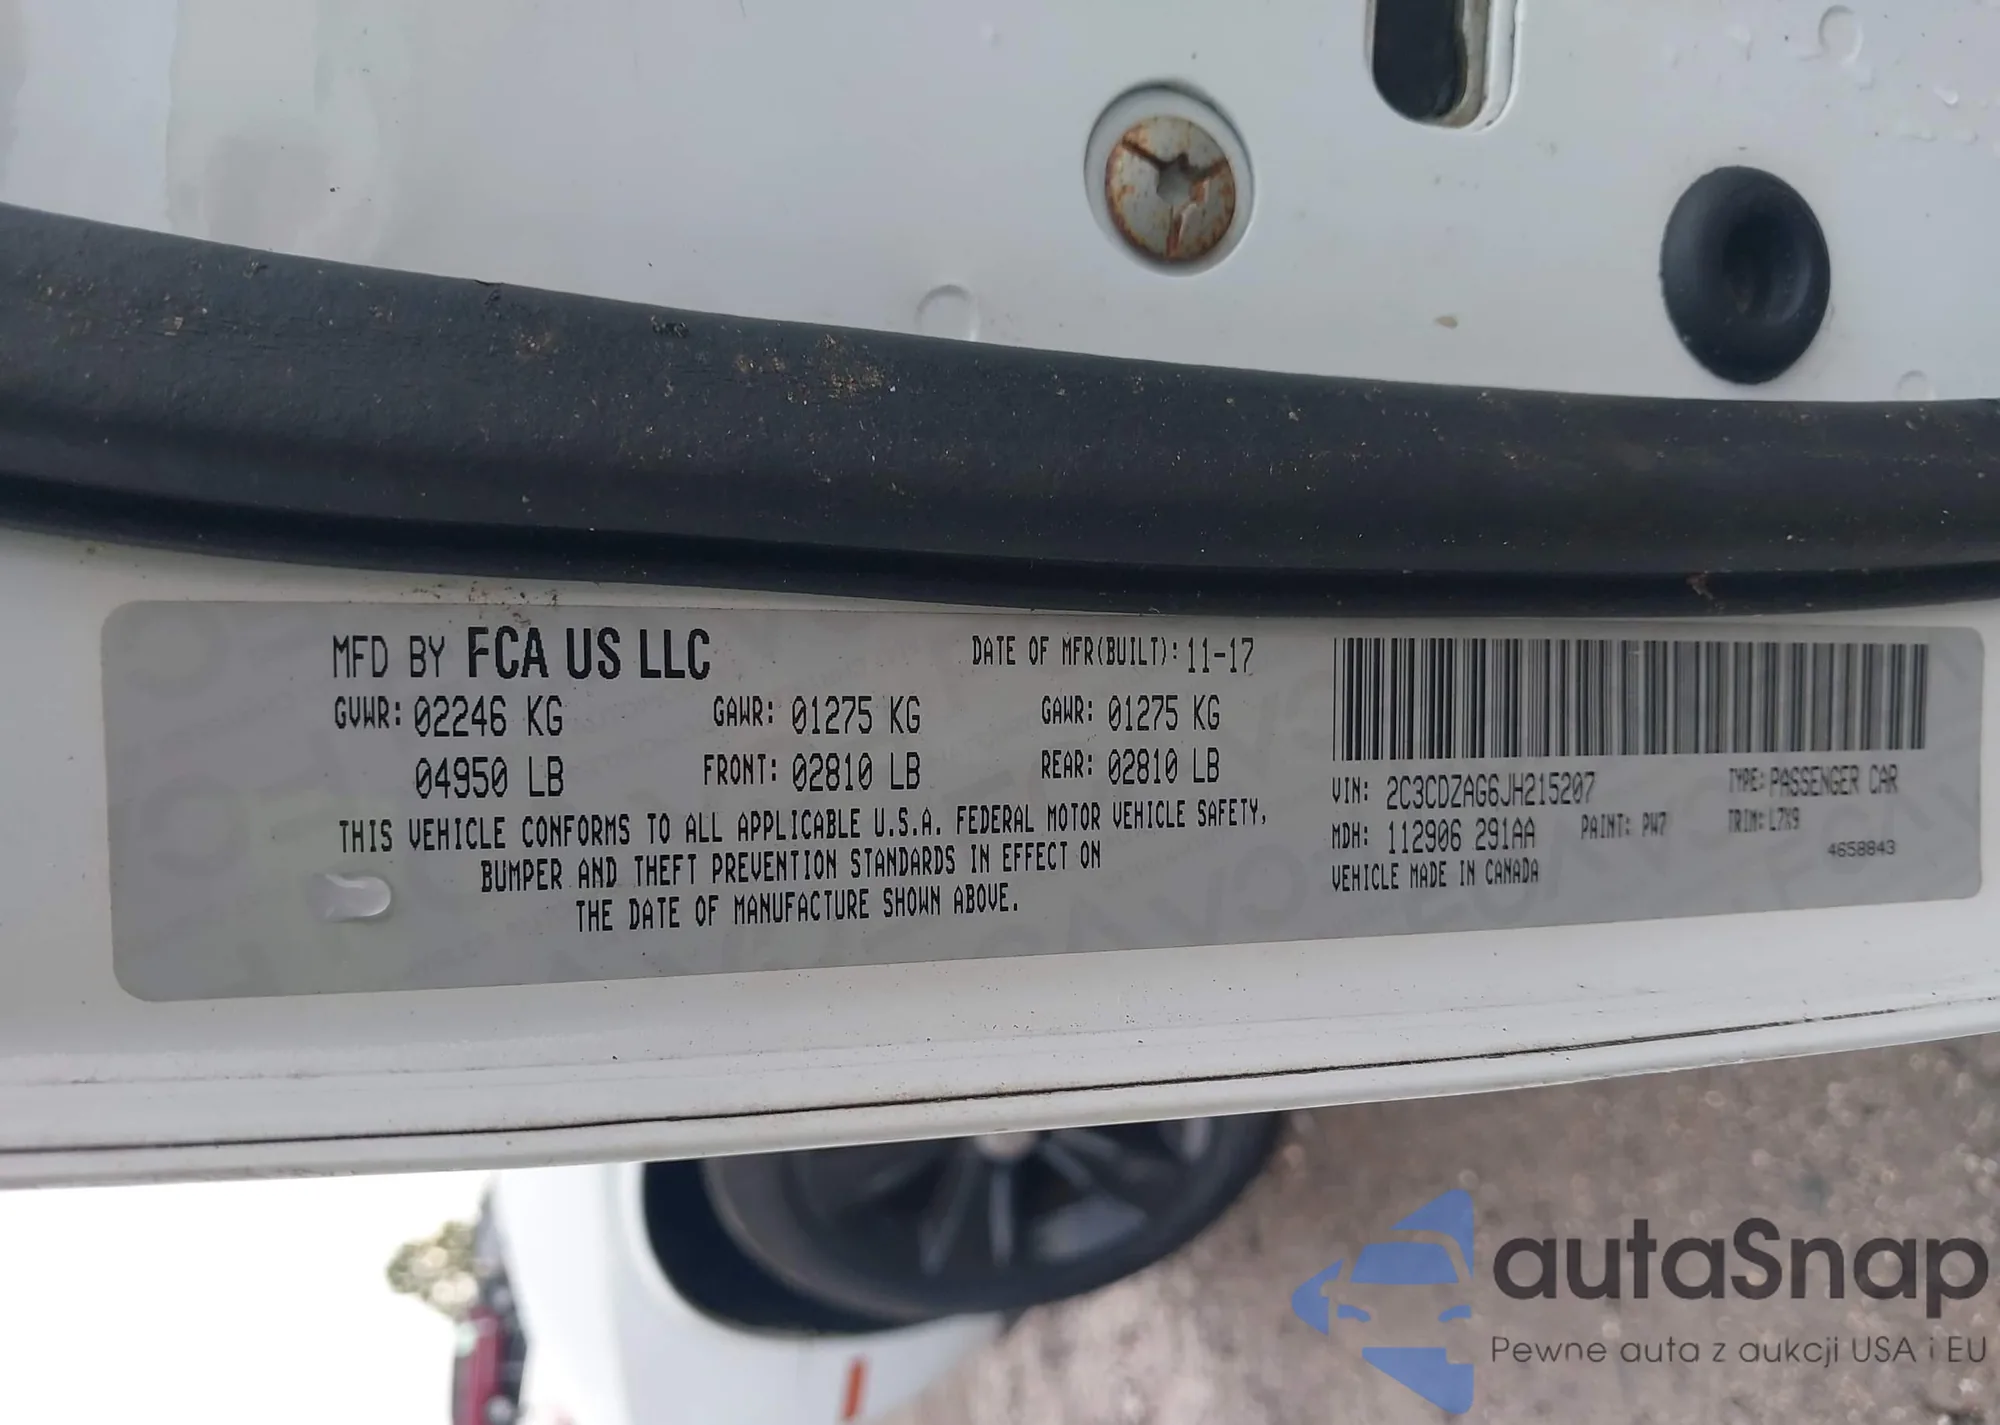 MFD BY FCA US LLC
DATE OF MFR(BUILT): 11-17
GVWR: 02246 KG
GAWR: 01275 KG
GAWR: 01275 KG
04950 LB
FRONT: 02810 LB
REAR: 02810 LB
THIS VEHICLE CONFORMS TO ALL APPLICABLE U.S.A. FEDERAL MOTOR VEHICLE SAFETY,
BUMPER AND THEFT PREVENTION STANDARDS IN EFFECT ON
THE DATE OF MANUFACTURE SHOWN ABOVE.
VIN: 2C3CDZAG6JH215207
TYPE: PASSENGER CAR
MDH: 112906 291AA
PAINT: PW7
TRIM: L7X9
VEHICLE MADE IN CANADA
4658843
autaSnap
Pewne auta z aukcji USA i EU